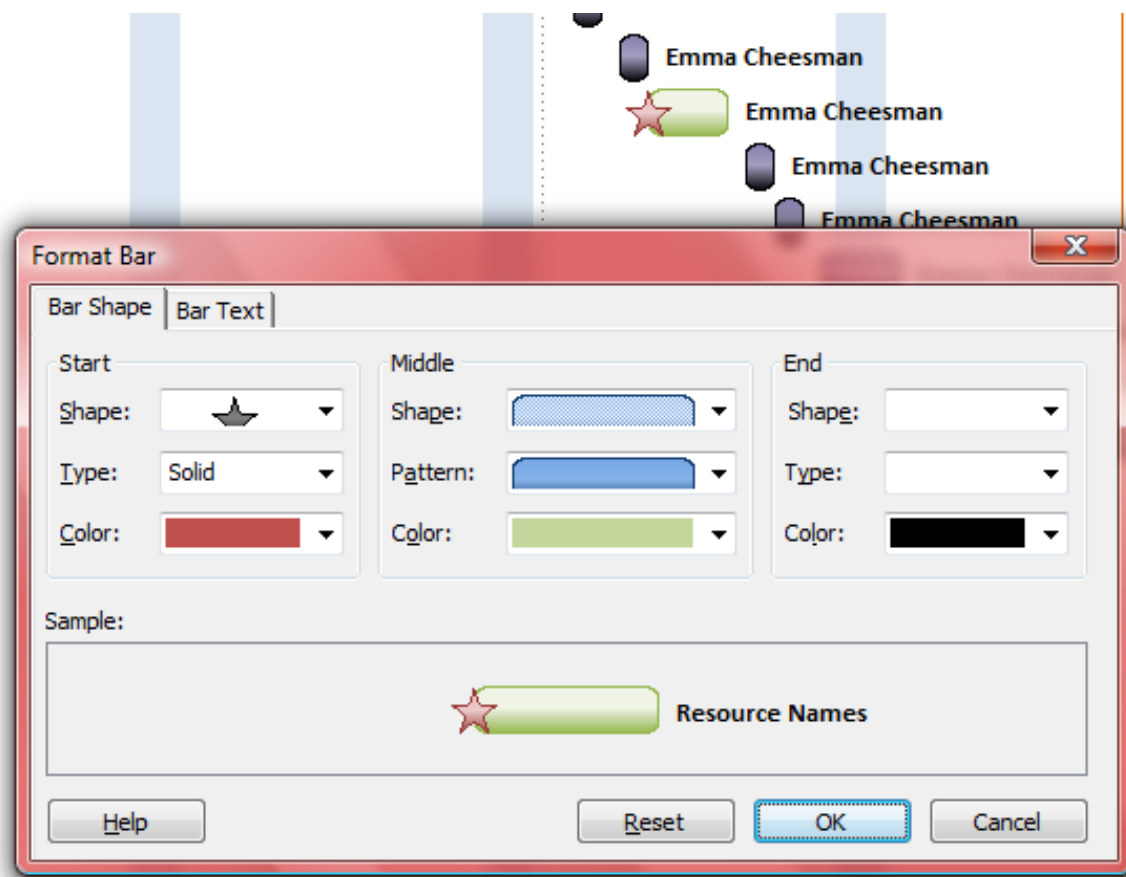 Emma Cheesman
Emma Cheesman
Emma Cheesman
Emma Cheesman
Format Bar
Bar Shape Bar Text
Start Middle End
Shape: Shape: Shape:
Type: Solid Pattern: Type:
Color: Color: Color:
Sample:
Resource Names
Help Reset OK Cancel